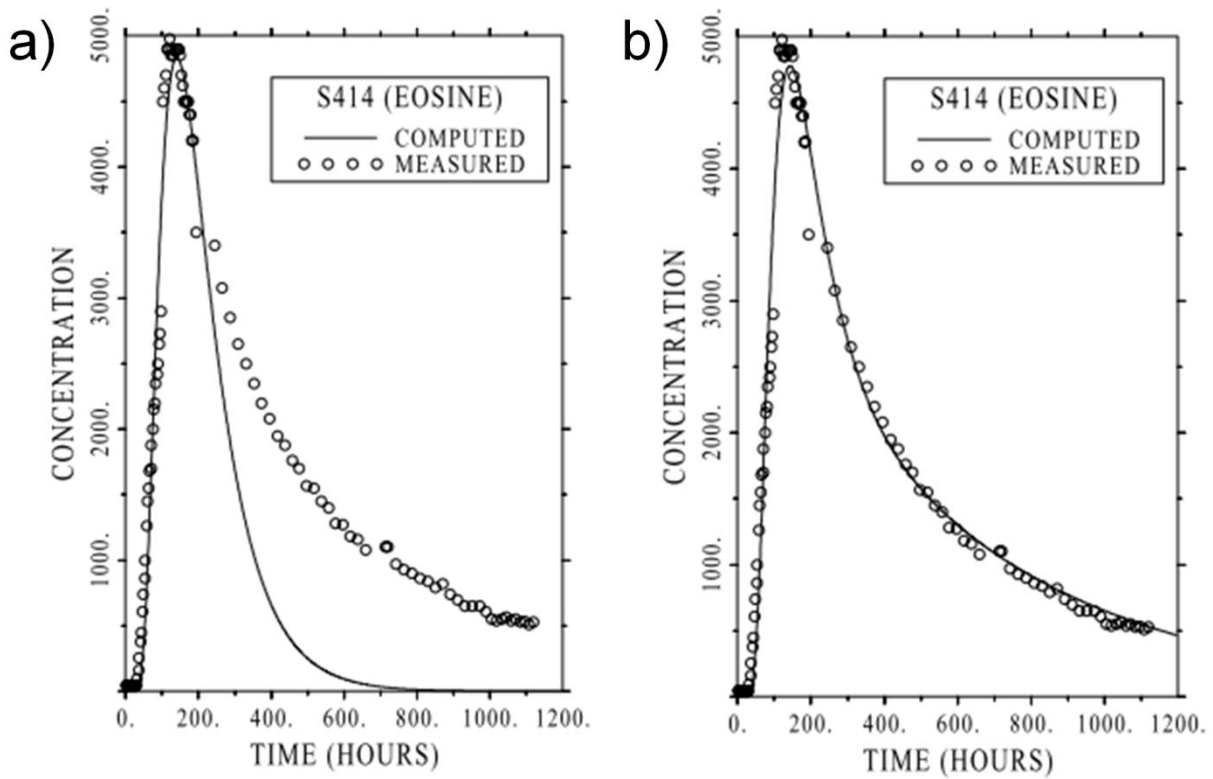 a)
5000.
4000.
3000.
2000.
1000.
CONCENTRATION
S414 (EOSINE)
COMPUTED
MEASURED
0. 200. 400. 600. 800. 1000. 1200.
TIME (HOURS)
b)
5000.
4000.
3000.
2000.
1000.
CONCENTRATION
S414 (EOSINE)
COMPUTED
MEASURED
0. 200. 400. 600. 800. 1000. 1200.
TIME (HOURS)